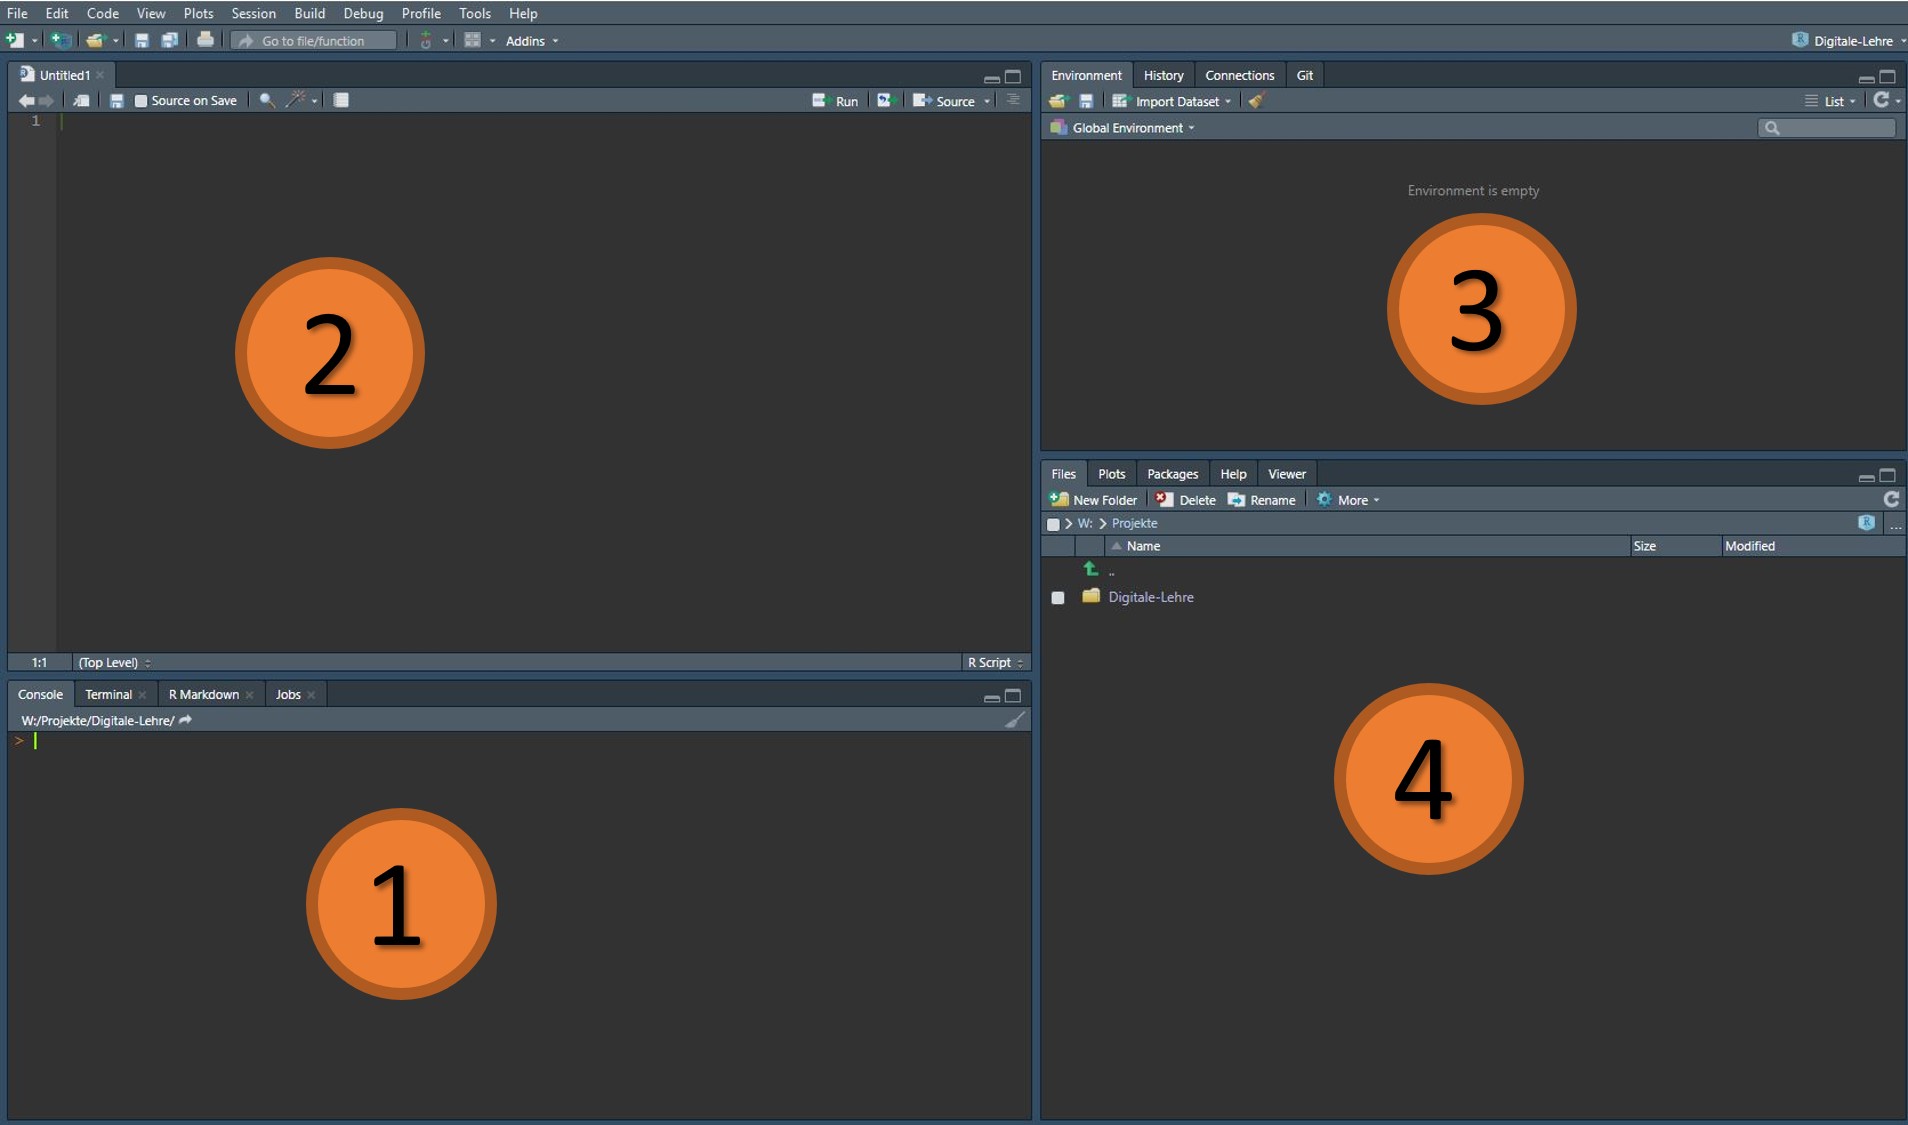 File Edit Code View Plots Session Build Debug Profile Tools Help
Go to file/function Addins Digitale-Lehre
Untitled1
Source on Save Run Source
1
2
1:1 (Top Level) R Script
Console Terminal R Markdown Jobs
W:/Projekte/Digitale-Lehre/
>
1
Environment History Connections Git
Import Dataset List
Global Environment
Environment is empty
3
Files Plots Packages Help Viewer
New Folder Delete Rename More
W: Projekte ...
Name Size Modified
..
Digitale-Lehre
4